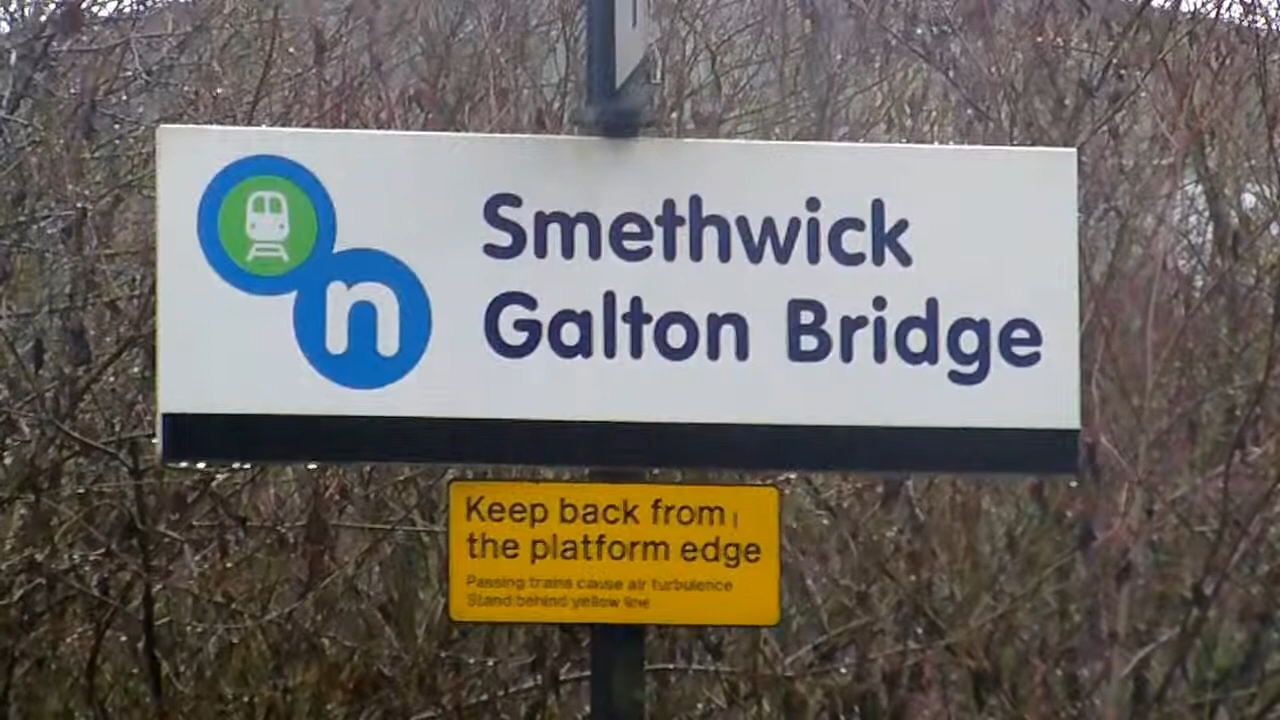 n
Smethwick
Galton Bridge
Keep back from
the platform edge
Passing trains cause air turbulence
Stand behind yellow line